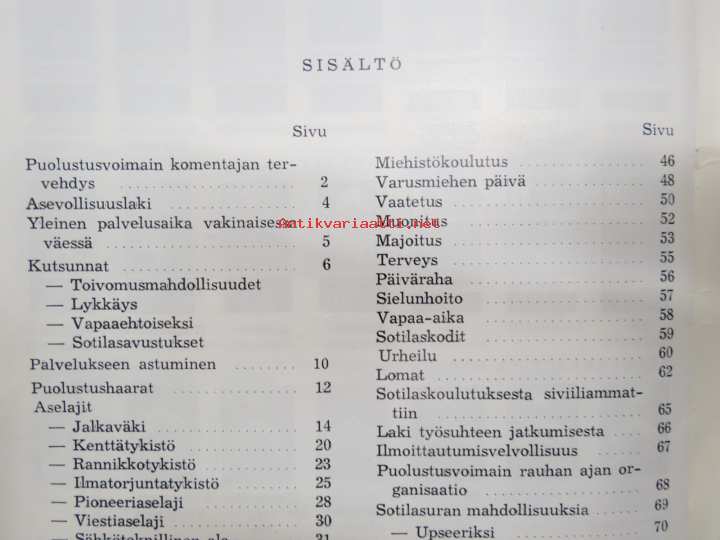 SISÄLTÖ
Sivu
Puolustusvoimain komentajan ter-
vehdys 2
Asevollisuuslaki 4
Yleinen palvelusaika vakinaisessa
väessä 5
Kutsunnat 6
— Toivomusmahdollisuudet
— Lykkäys
— Vapaaehtoiseksi
— Sotilasavustukset
Palvelukseen astuminen 10
Puolustushaarat 12
Aselajit
— Jalkaväki 14
— Kenttätykistö 20
— Rannikkotykistö 23
— Ilmatorjuntatykistö 25
— Pioneeriaselaji 28
— Viestiaselaji 30
— Sähköteknillinen ala 31
Sivu
Miehistökoulutus 46
Varusmiehen päivä 48
Vaatetus 50
Muonitus 52
Majoitus 53
Terveys 55
Päiväraha 56
Sielunhoito 57
Vapaa-aika 58
Sotilaskodit 59
Urheilu 60
Lomat 62
Sotilaskoulutuksesta siviiliammat-
tiin 65
Laki työsuhteen jatkumisesta 66
Ilmoittautumisvelvollisuus 67
Puolustusvoimain rauhan ajan or-
ganisaatio 68
Sotilasuran mahdollisuuksia 69
— Upseeriksi 70
Antikvariaatti.net